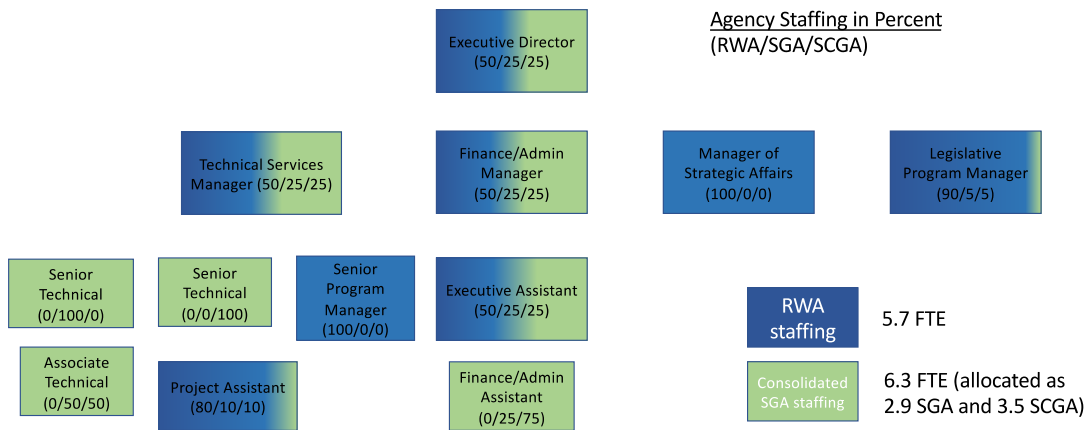 Agency Staffing in Percent
(RWA/SGA/SCGA)
Executive Director
(50/25/25)
Technical Services
Manager (50/25/25)
Finance/Admin
Manager
(50/25/25)
Manager of
Strategic Affairs
(100/0/0)
Legislative
Program Manager
(90/5/5)
Senior
Technical
(0/100/0)
Senior
Technical
(0/0/100)
Senior
Program
Manager
(100/0/0)
Executive Assistant
(50/25/25)
Associate
Technical
(0/50/50)
Project Assistant
(80/10/10)
Finance/Admin
Assistant
(0/25/75)
RWA
staffing
5.7 FTE
Consolidated
SGA staffing
6.3 FTE (allocated as
2.9 SGA and 3.5 SCGA)